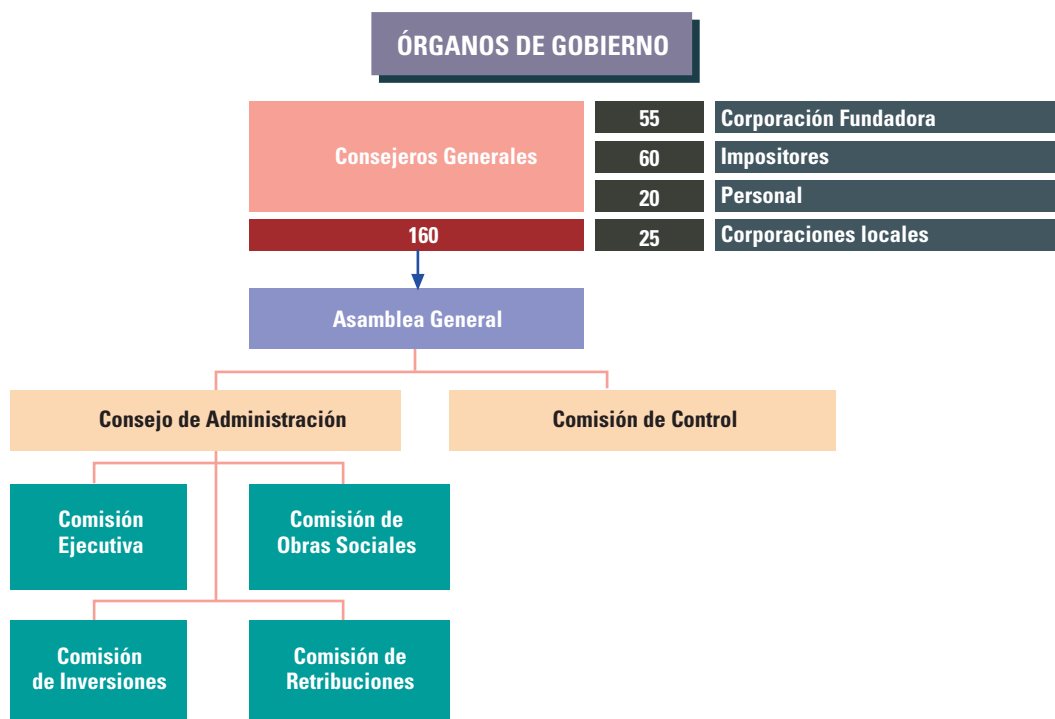 ÓRGANOS DE GOBIERNO
Consejeros Generales
55 Corporación Fundadora
60 Impositores
20 Personal
160
25 Corporaciones locales
Asamblea General
Consejo de Administración
Comisión de Control
Comisión
Ejecutiva
Comisión de
Obras Sociales
Comisión
de Inversiones
Comisión de
Retribuciones